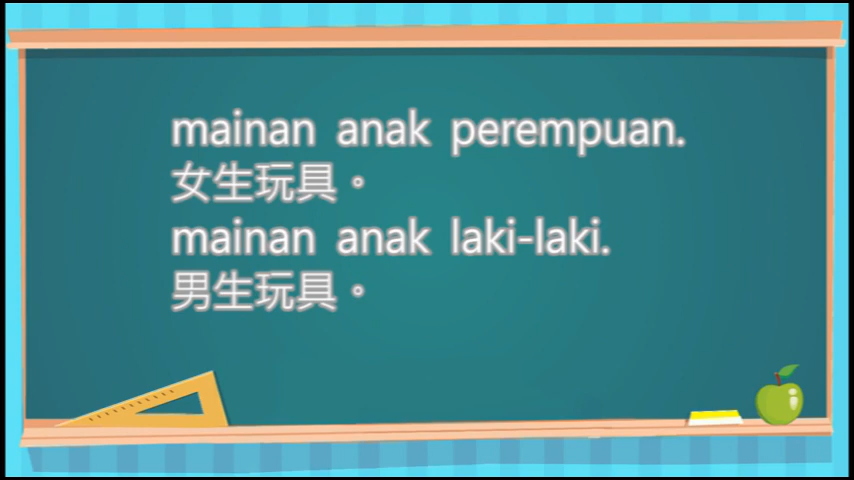 mainan anak perempuan.
女生玩具。
mainan anak laki-laki.
男生玩具。